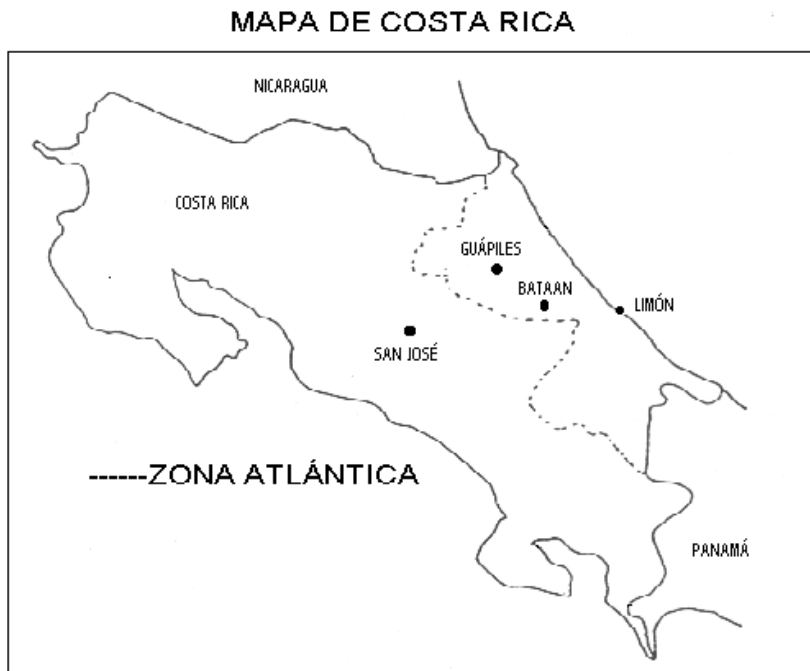 MAPA DE COSTA RICA
NICARAGUA
COSTA RICA
GUÁPILES
BATAAN
LIMÓN
SAN JOSÉ
------ZONA ATLÁNTICA
PANAMÁ